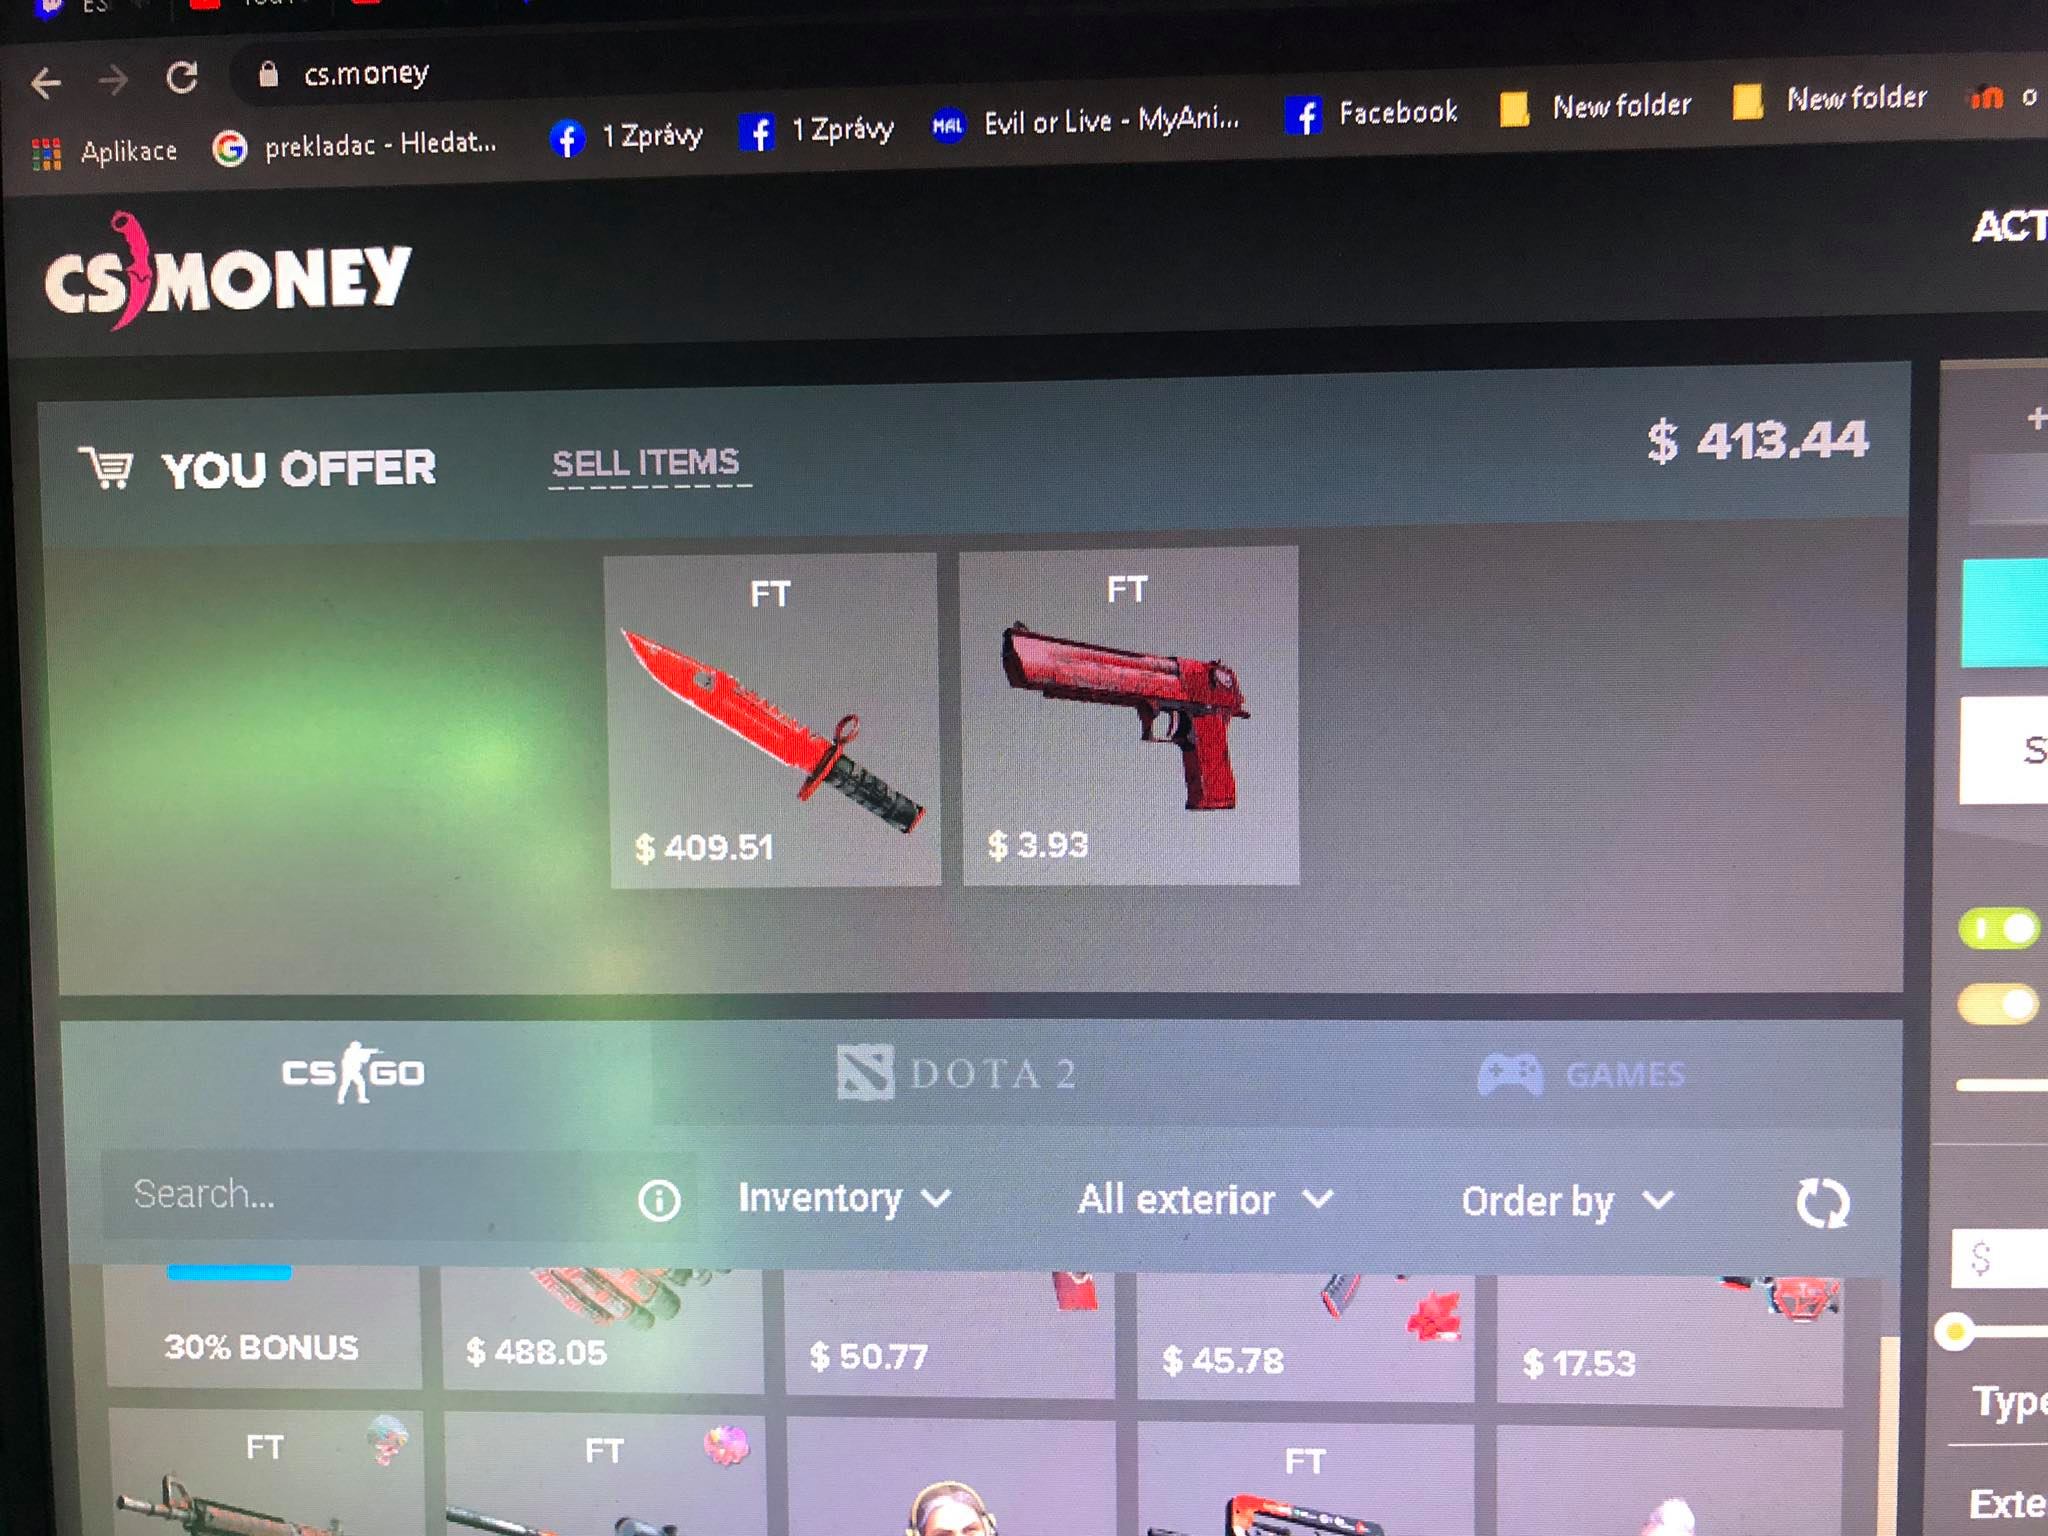 cs.money
Aplikace
prekladac - Hledat...
1 Zprávy
1 Zprávy
MAL
Evil or Live - MyAni...
Facebook
New folder
New folder
CS MONEY
YOU OFFER
SELL ITEMS
$ 413.44
FT
FT
$ 409.51
$ 3.93
CS GO
DOTA 2
GAMES
Search...
Inventory
All exterior
Order by
$
30% BONUS
$ 488.05
$ 50.77
$ 45.78
$ 17.53
FT
FT
FT